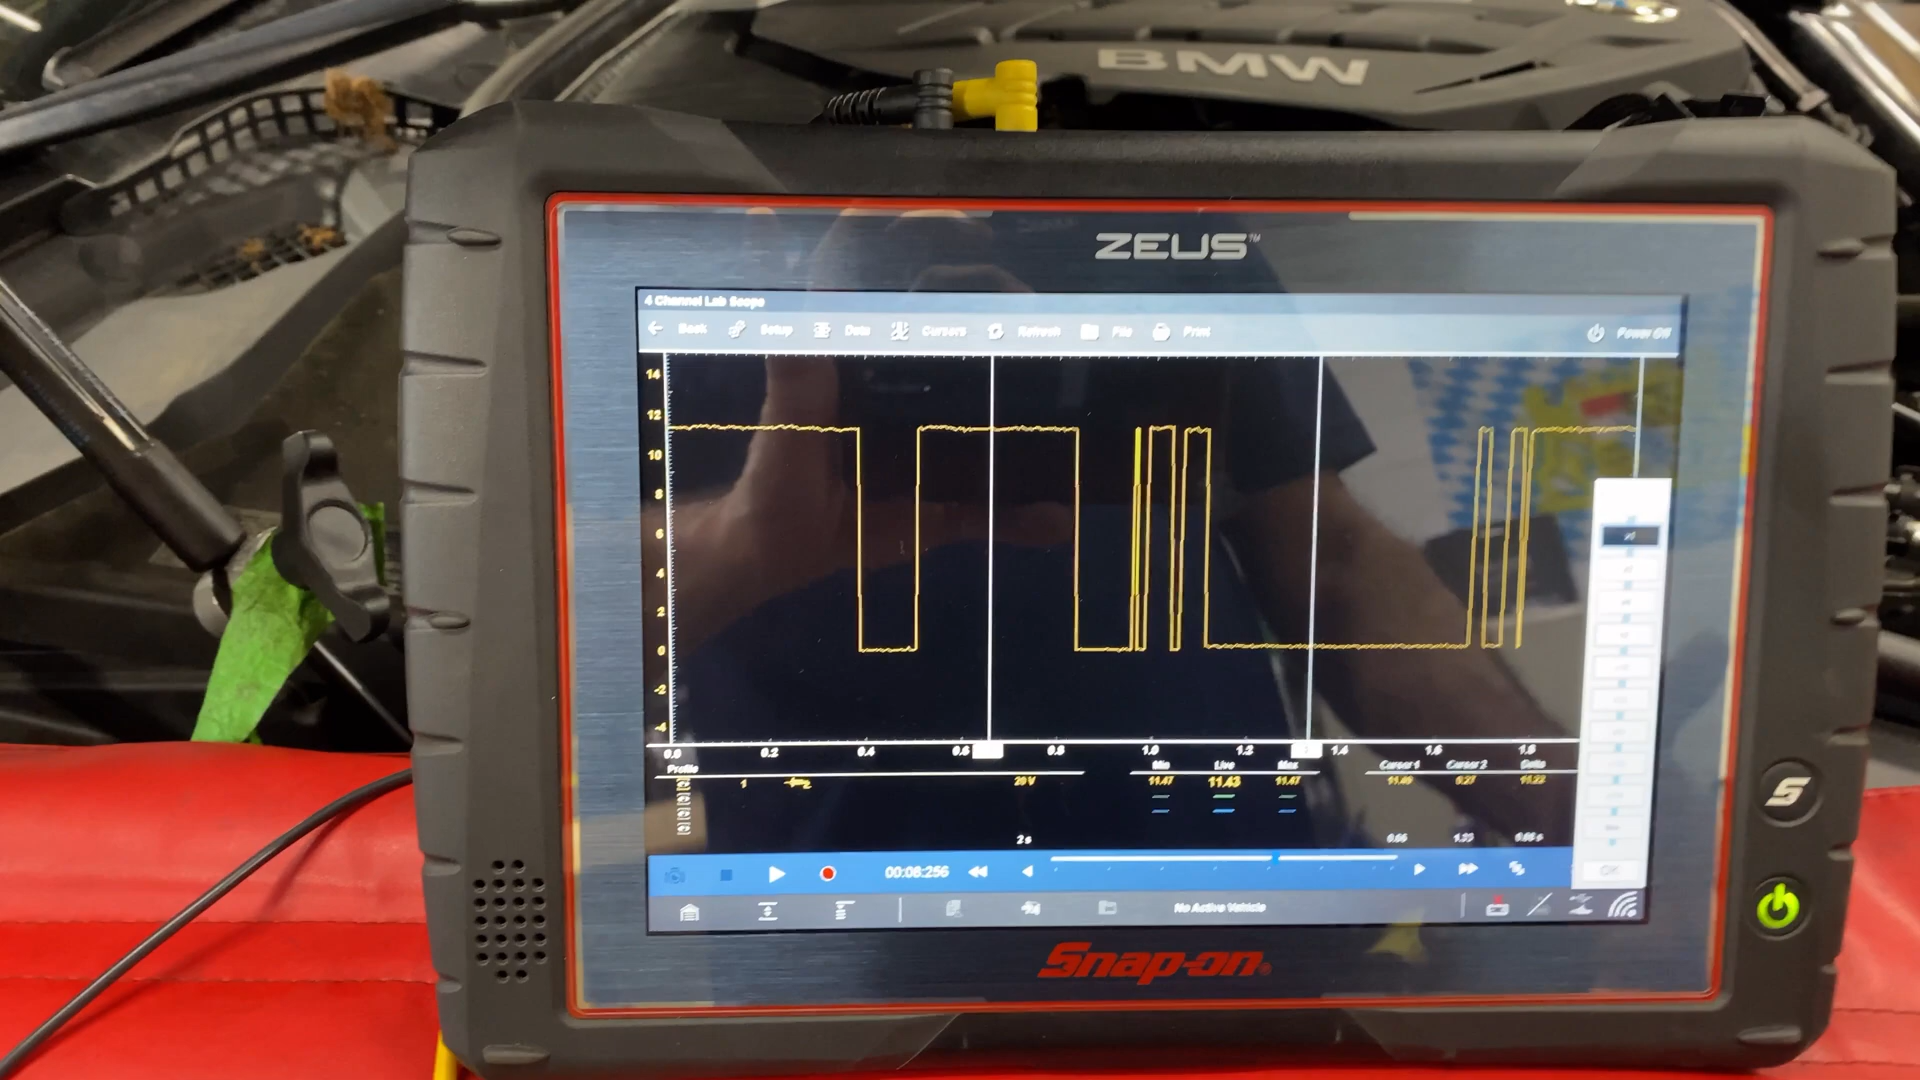 BMW
ZEUS™
4 Channel Lab Scope
Back Setup Data Cursors Refresh File Print Power Off
14
12
10
8
6
4
2
0
-2
-4
0.0 0.2 0.4 0.6 0.8 1.0 1.2 1.4 1.6 1.8
Profile Min Live Max Cursor 1 Cursor 2 Delta
1 20 V 11.47 11.43 11.47
2 s
00:08:256
OK
No Active Vehicle
S
Snap-on®